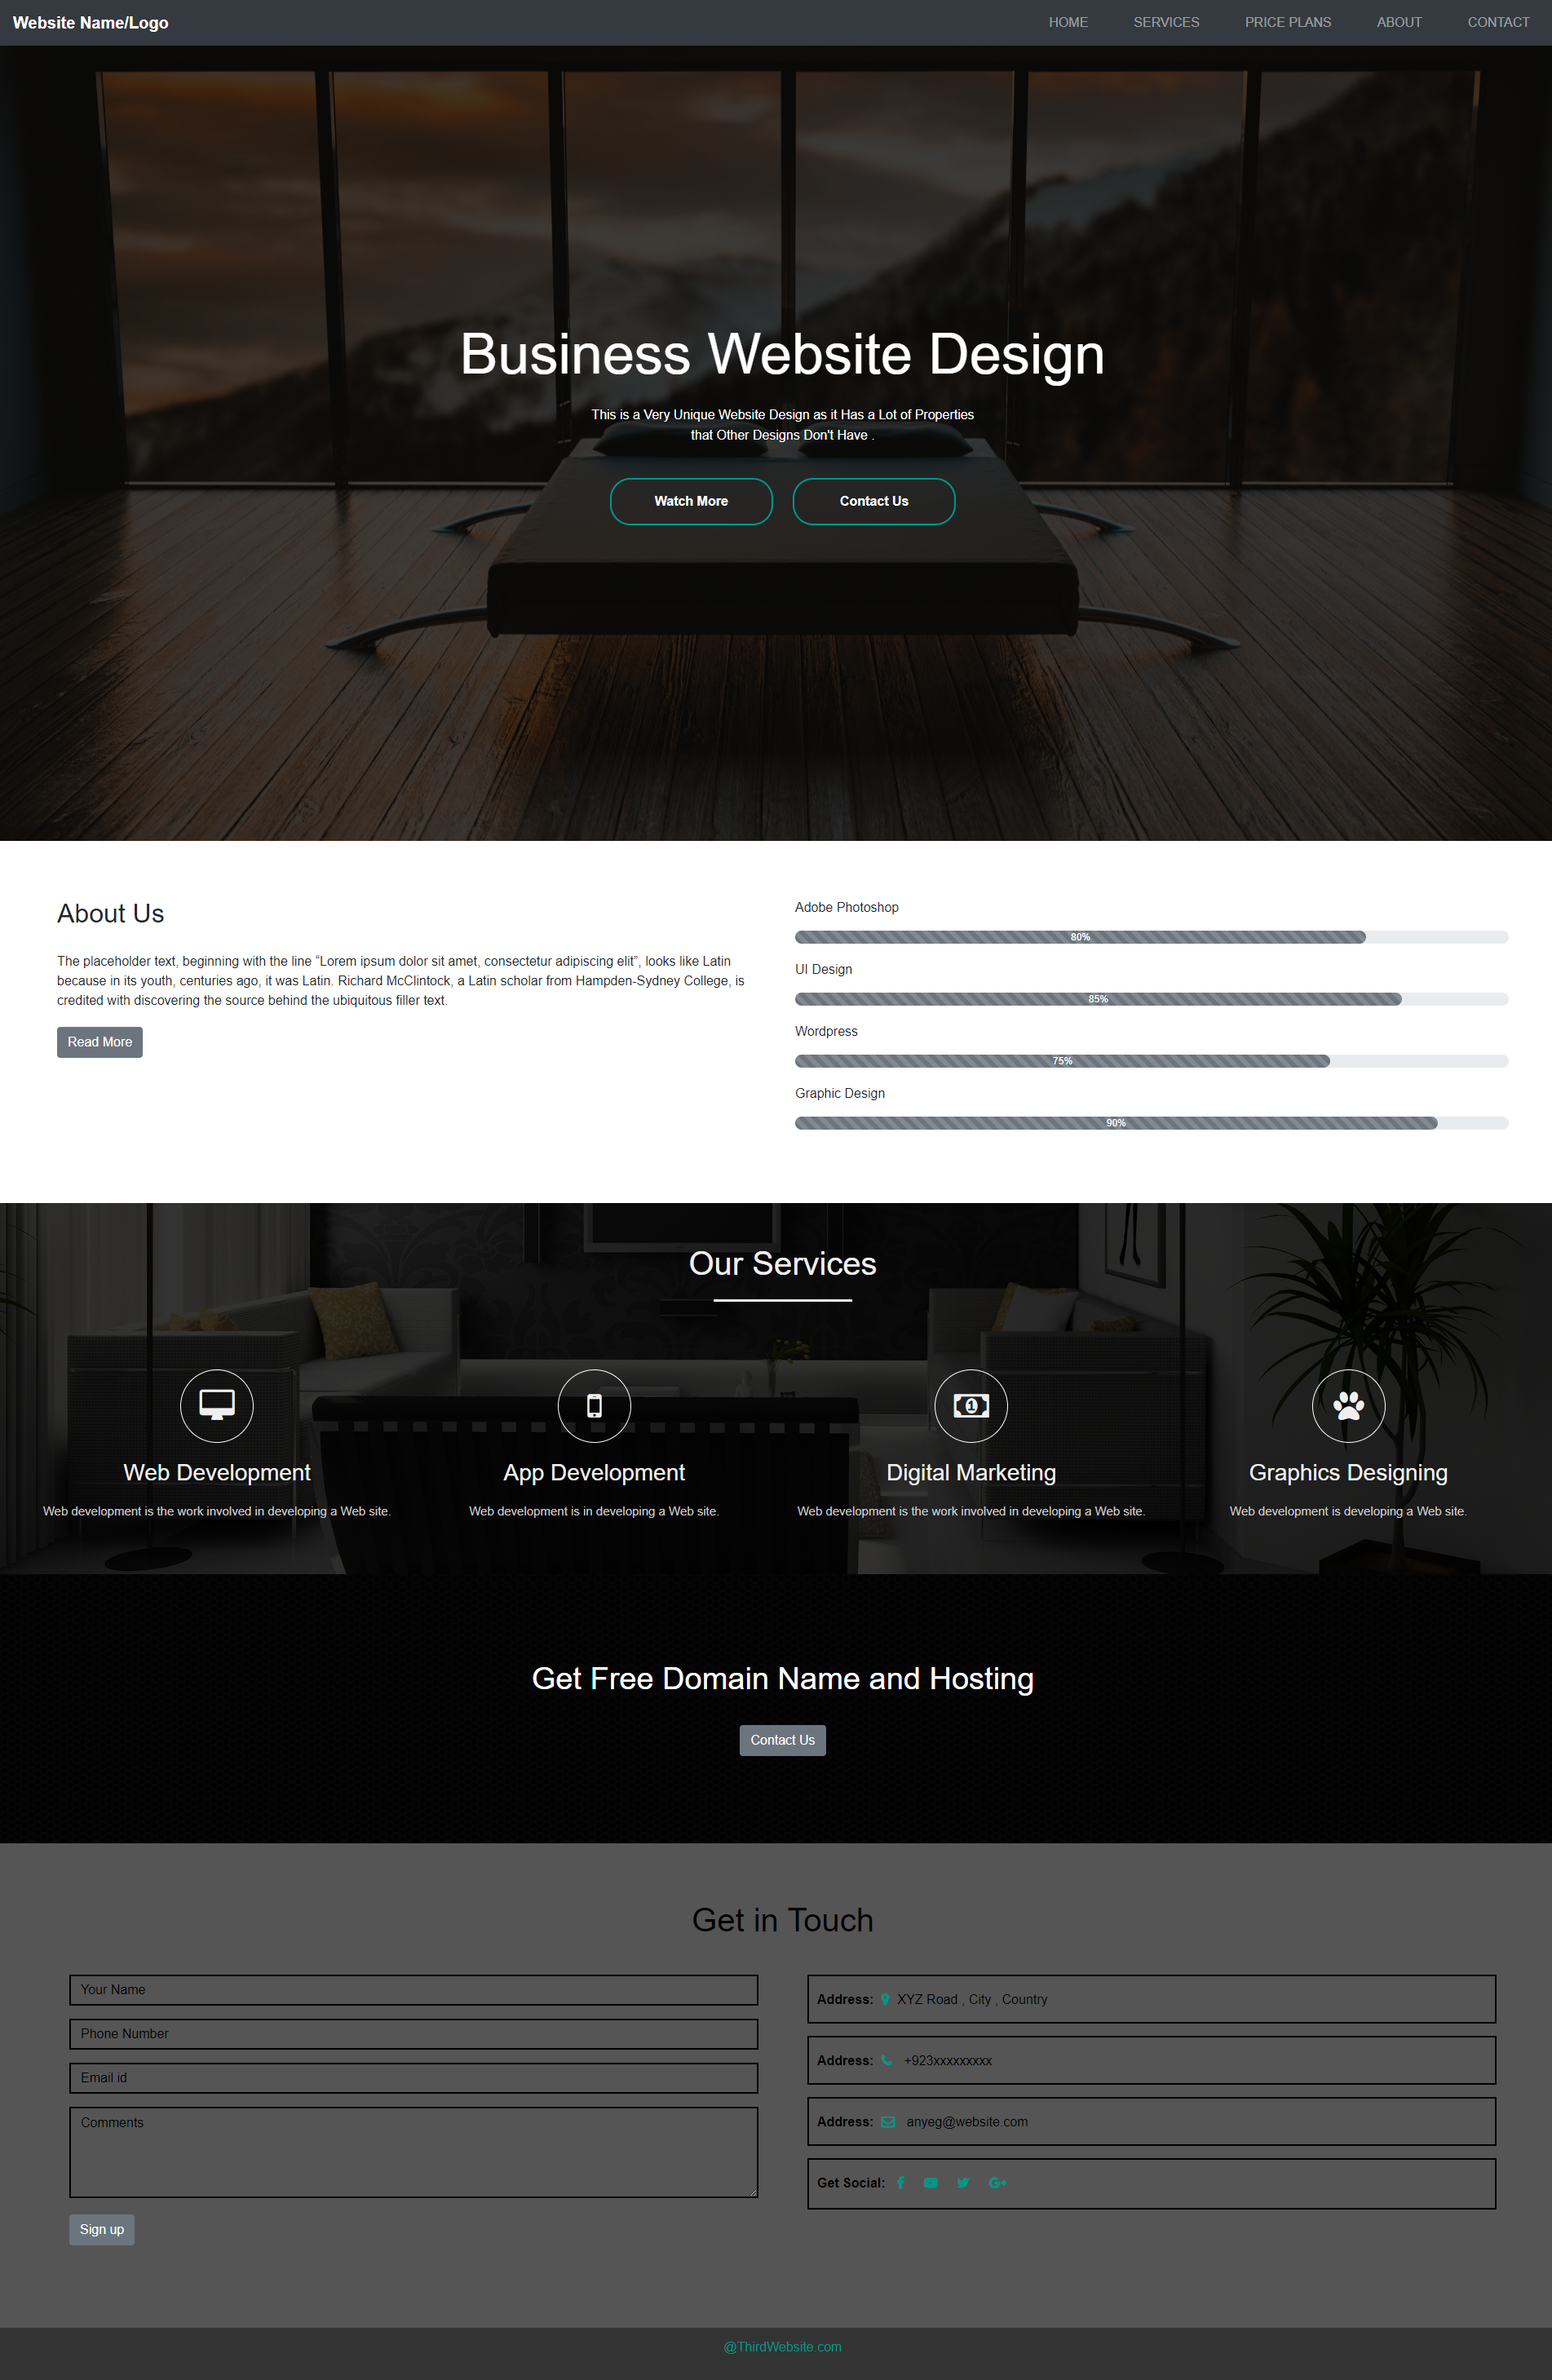 Website Name/Logo
HOME SERVICES PRICE PLANS ABOUT CONTACT
Business Website Design
This is a Very Unique Website Design as it Has a Lot of Properties
that Other Designs Don't Have .
Watch More
Contact Us
About Us
The placeholder text, beginning with the line “Lorem ipsum dolor sit amet, consectetur adipiscing elit”, looks like Latin
because in its youth, centuries ago, it was Latin. Richard McClintock, a Latin scholar from Hampden-Sydney College, is
credited with discovering the source behind the ubiquitous filler text.
Read More
Adobe Photoshop
80%
UI Design
85%
Wordpress
75%
Graphic Design
90%
Our Services
1
Web Development
Web development is the work involved in developing a Web site.
App Development
Web development is in developing a Web site.
Digital Marketing
Web development is the work involved in developing a Web site.
Graphics Designing
Web development is developing a Web site.
Get Free Domain Name and Hosting
Contact Us
Get in Touch
Your Name
Phone Number
Email id
Comments
Sign up
Address: XYZ Road , City , Country
Address: +923xxxxxxxxx
Address: anyeg@website.com
Get Social:
@ThirdWebsite.com